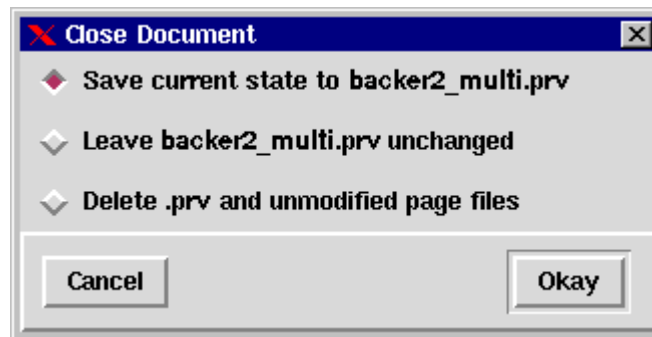 Close Document
Save current state to backer2_multi.prv
Leave backer2_multi.prv unchanged
Delete .prv and unmodified page files
Cancel Okay